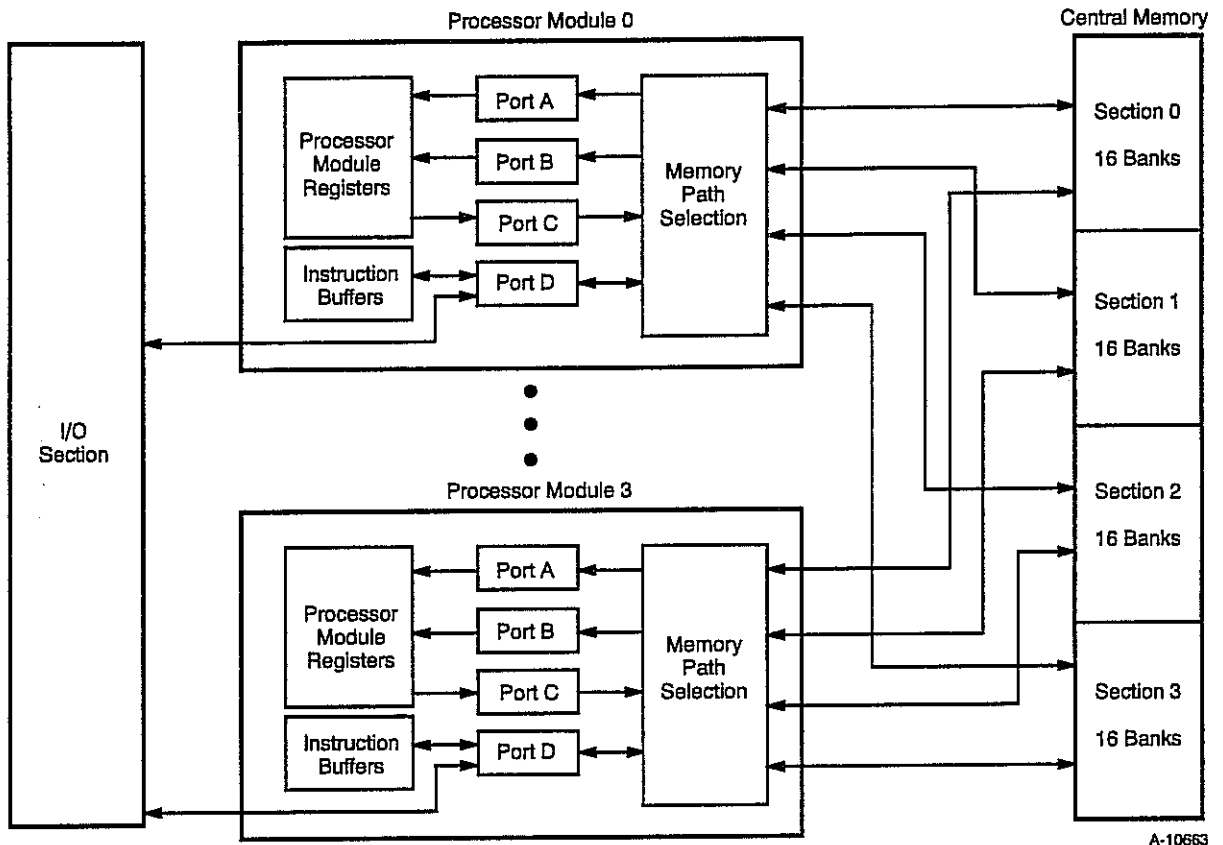 Processor Module 0
Central Memory
I/O
Section
Processor
Module
Registers
Instruction
Buffers
Port A
Port B
Port C
Port D
Memory
Path
Selection
Section 0
16 Banks
Section 1
16 Banks
Section 2
16 Banks
Section 3
16 Banks
Processor Module 3
Processor
Module
Registers
Instruction
Buffers
Port A
Port B
Port C
Port D
Memory
Path
Selection
A-10663